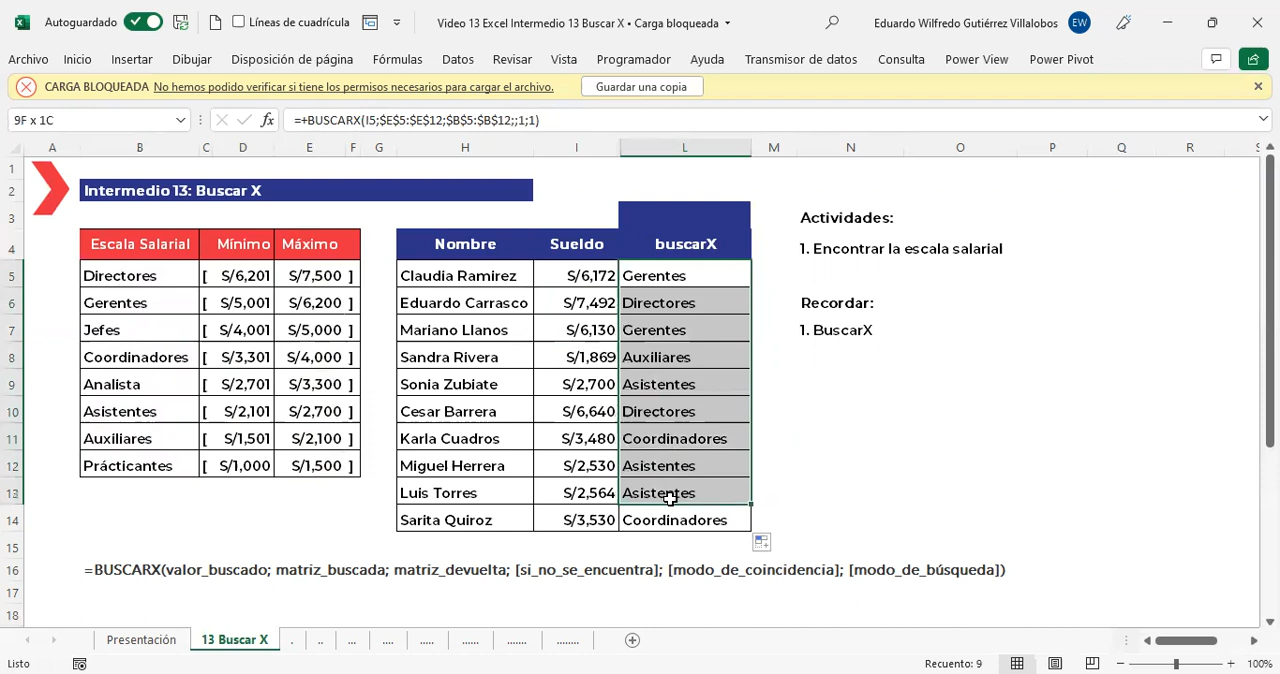 Autoguardado Líneas de cuadrícula Video 13 Excel Intermedio 13 Buscar X • Carga bloqueada Eduardo Wilfredo Gutiérrez Villalobos EW
Archivo Inicio Insertar Dibujar Disposición de página Fórmulas Datos Revisar Vista Programador Ayuda Transmisor de datos Consulta Power View Power Pivot
CARGA BLOQUEADA No hemos podido verificar si tiene los permisos necesarios para cargar el archivo. Guardar una copia
9F x 1C fx =+BUSCARX(I5;$E$5:$E$12;$B$5:$B$12;;1;1)
A B C D E F G H I L M N O P Q R S
1
2 Intermedio 13: Buscar X
3 Actividades:
4 Escala Salarial Mínimo Máximo Nombre Sueldo buscarX 1. Encontrar la escala salarial
5 Directores [ S/6,201 S/7,500 ] Claudia Ramirez S/6,172 Gerentes
6 Gerentes [ S/5,001 S/6,200 ] Eduardo Carrasco S/7,492 Directores Recordar:
7 Jefes [ S/4,001 S/5,000 ] Mariano Llanos S/6,130 Gerentes 1. BuscarX
8 Coordinadores [ S/3,301 S/4,000 ] Sandra Rivera S/1,869 Auxiliares
9 Analista [ S/2,701 S/3,300 ] Sonia Zubiate S/2,700 Asistentes
10 Asistentes [ S/2,101 S/2,700 ] Cesar Barrera S/6,640 Directores
11 Auxiliares [ S/1,501 S/2,100 ] Karla Cuadros S/3,480 Coordinadores
12 Prácticantes [ S/1,000 S/1,500 ] Miguel Herrera S/2,530 Asistentes
13 Luis Torres S/2,564 Asistentes
14 Sarita Quiroz S/3,530 Coordinadores
15
16 =BUSCARX(valor_buscado; matriz_buscada; matriz_devuelta; [si_no_se_encuentra]; [modo_de_coincidencia]; [modo_de_búsqueda])
17
18
Presentación 13 Buscar X . .. ... .... ..... ...... ....... ........
Listo Recuento: 9 100%